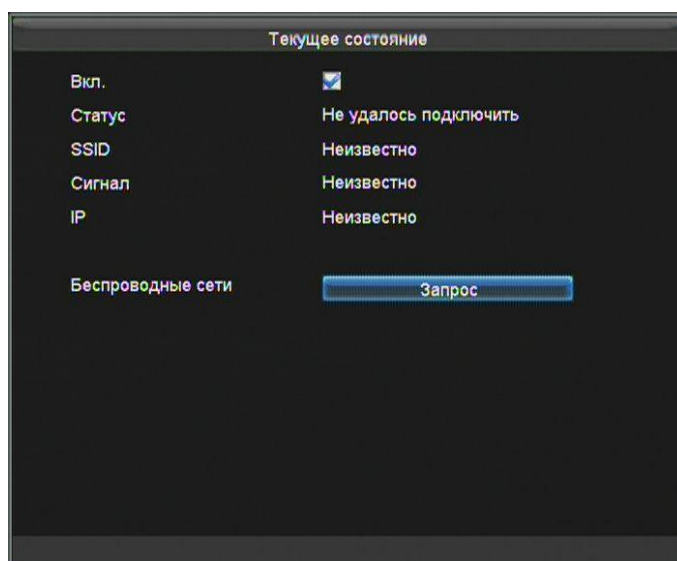 Текущее состояние
Вкл.
Статус Не удалось подключить
SSID Неизвестно
Сигнал Неизвестно
IP Неизвестно
Беспроводные сети Запрос